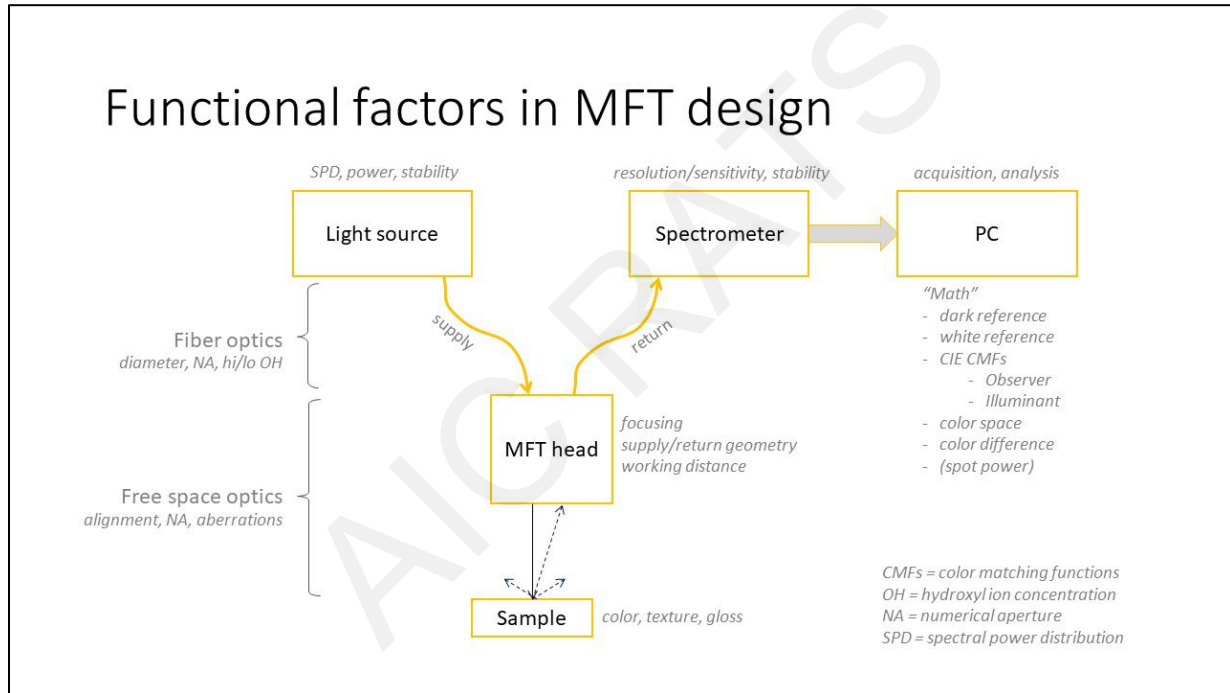 Functional factors in MFT design
SPD, power, stability
Light source
resolution/sensitivity, stability
Spectrometer
acquisition, analysis
PC
Fiber optics
diameter, NA, hi/lo OH
supply
return
"Math"
- dark reference
- white reference
- CIE CMFs
- Observer
- Illuminant
- color space
- color difference
- (spot power)
MFT head
focusing
supply/return geometry
working distance
Free space optics
alignment, NA, aberrations
Sample
color, texture, gloss
CMFs = color matching functions
OH = hydroxyl ion concentration
NA = numerical aperture
SPD = spectral power distribution
AIC RATS